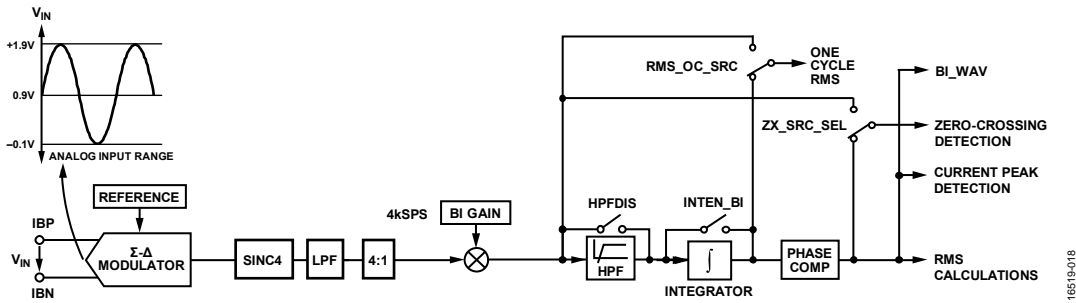 VIN
+1.9V
0.9V
–0.1V
ANALOG INPUT RANGE
REFERENCE
IBP
VIN
IBN
Σ-Δ
MODULATOR
SINC4
LPF
4:1
4kSPS
BI GAIN
HPFDIS
HPF
INTEN_BI
∫
INTEGRATOR
RMS_OC_SRC
ONE
CYCLE
RMS
ZX_SRC_SEL
PHASE
COMP
BI_WAV
ZERO-CROSSING
DETECTION
CURRENT PEAK
DETECTION
RMS
CALCULATIONS
16519-018